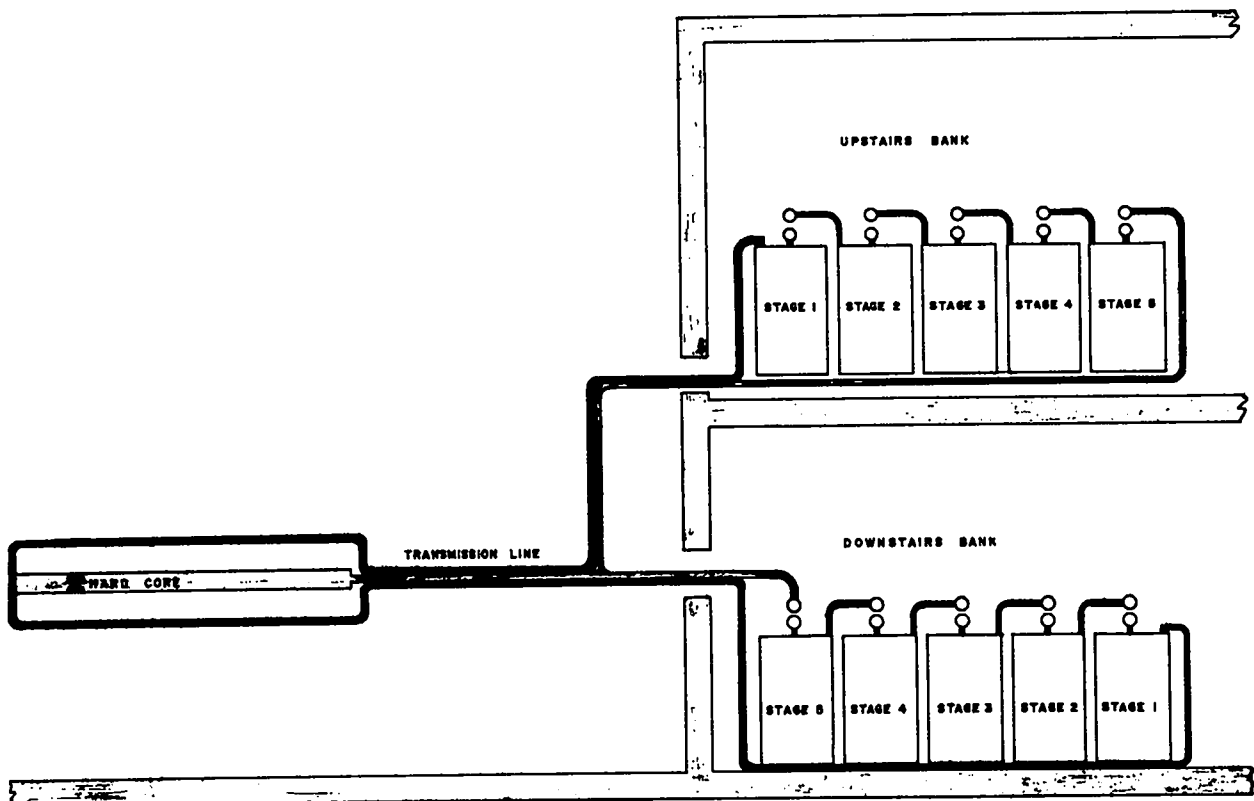 UPSTAIRS BANK
STAGE 1
STAGE 2
STAGE 3
STAGE 4
STAGE 5
TRANSMISSION LINE
DOWNSTAIRS BANK
HARD CORE
STAGE 5
STAGE 4
STAGE 3
STAGE 2
STAGE 1